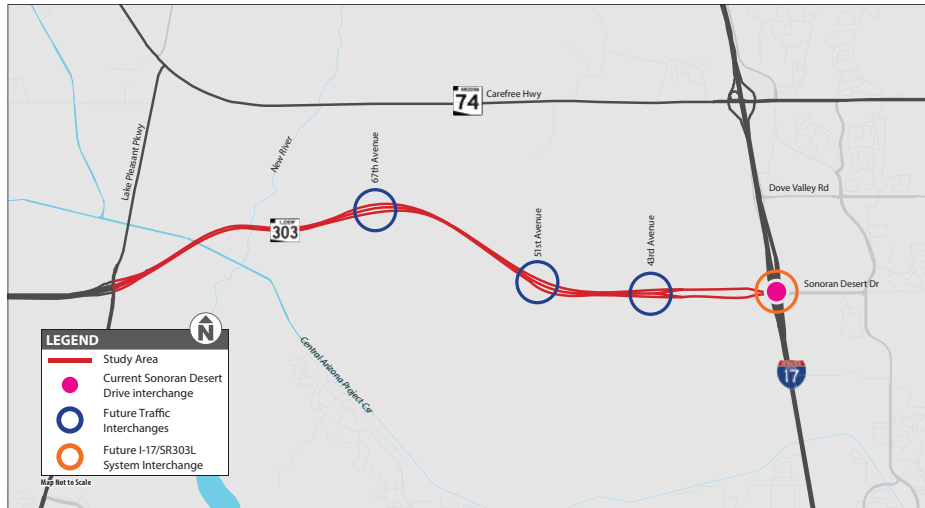 ARIZONA
74
Carefree Hwy
Lake Pleasant Pkwy
New River
67th Avenue
LOOP
303
Dove Valley Rd
51st Avenue
43rd Avenue
Sonoran Desert Dr
17
Central Arizona Project Csr
N
LEGEND
Study Area
Current Sonoran Desert
Drive interchange
Future Traffic
Interchanges
Future I-17/SR303L
System Interchange
Map Not to Scale